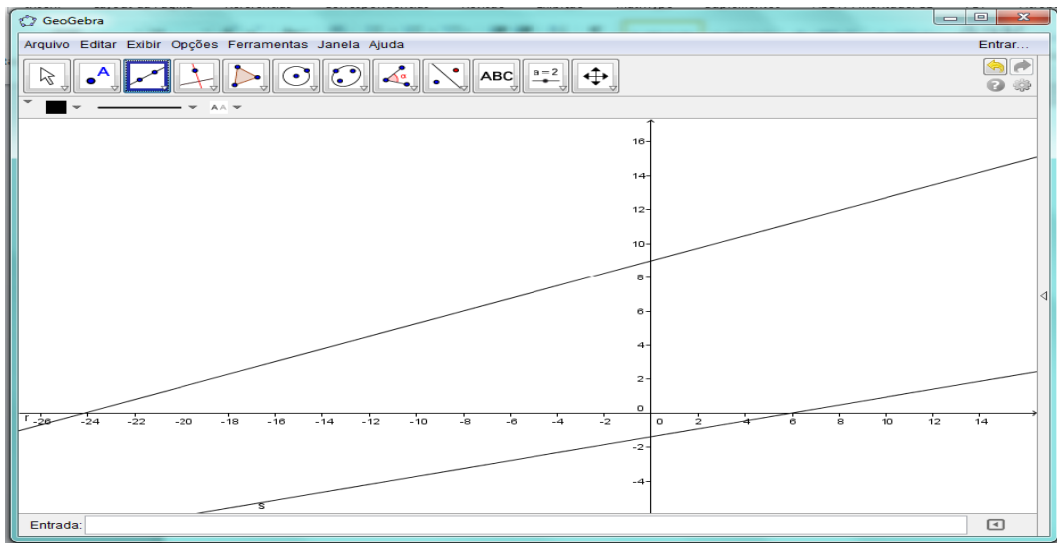 GeoGebra
Arquivo Editar Exibir Opções Ferramentas Janela Ajuda Entrar...
A α ABC a=2
A A
16
14
12
10
8
6
4
2
0
r -26 -24 -22 -20 -18 -16 -14 -12 -10 -8 -6 -4 -2 0 2 4 6 8 10 12 14
-2
-4
s
Entrada: